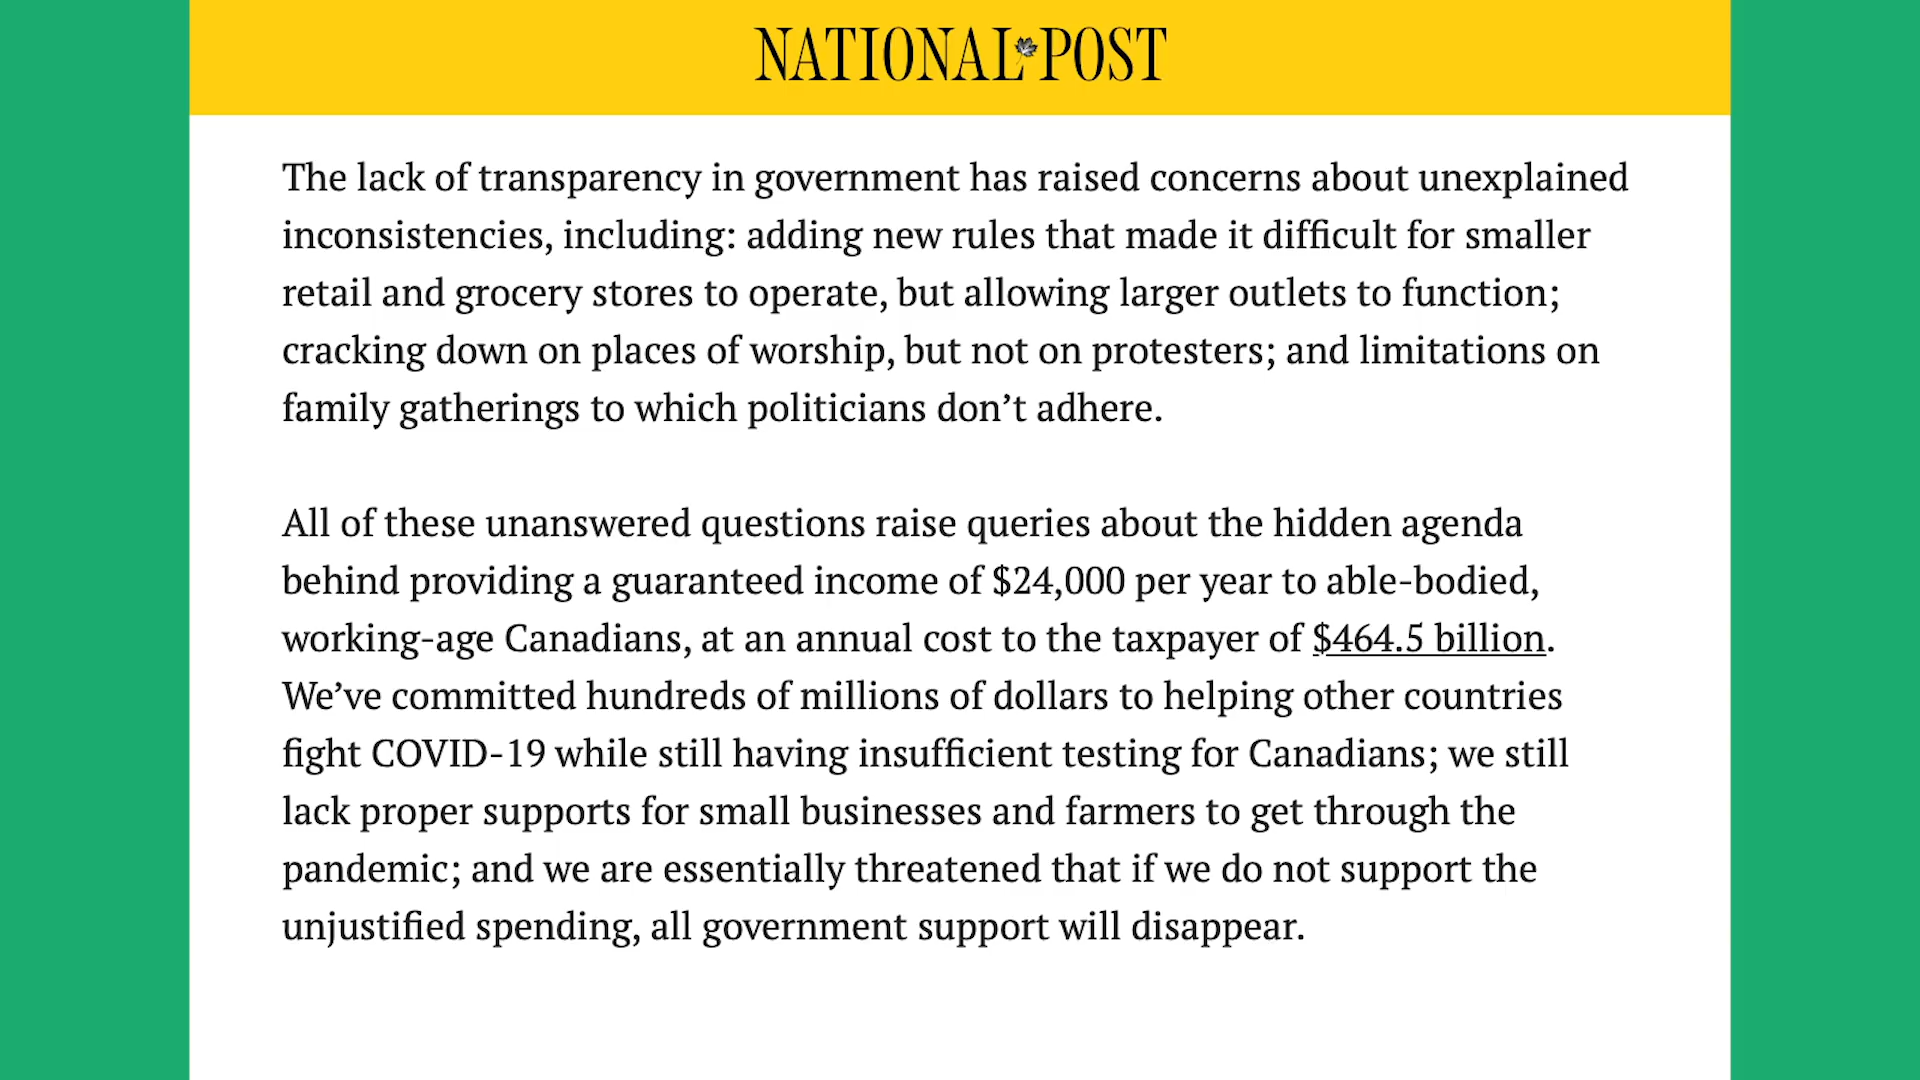 NATIONAL POST
The lack of transparency in government has raised concerns about unexplained
inconsistencies, including: adding new rules that made it difficult for smaller
retail and grocery stores to operate, but allowing larger outlets to function;
cracking down on places of worship, but not on protesters; and limitations on
family gatherings to which politicians don’t adhere.
All of these unanswered questions raise queries about the hidden agenda
behind providing a guaranteed income of $24,000 per year to able-bodied,
working-age Canadians, at an annual cost to the taxpayer of $464.5 billion.
We’ve committed hundreds of millions of dollars to helping other countries
fight COVID-19 while still having insufficient testing for Canadians; we still
lack proper supports for small businesses and farmers to get through the
pandemic; and we are essentially threatened that if we do not support the
unjustified spending, all government support will disappear.